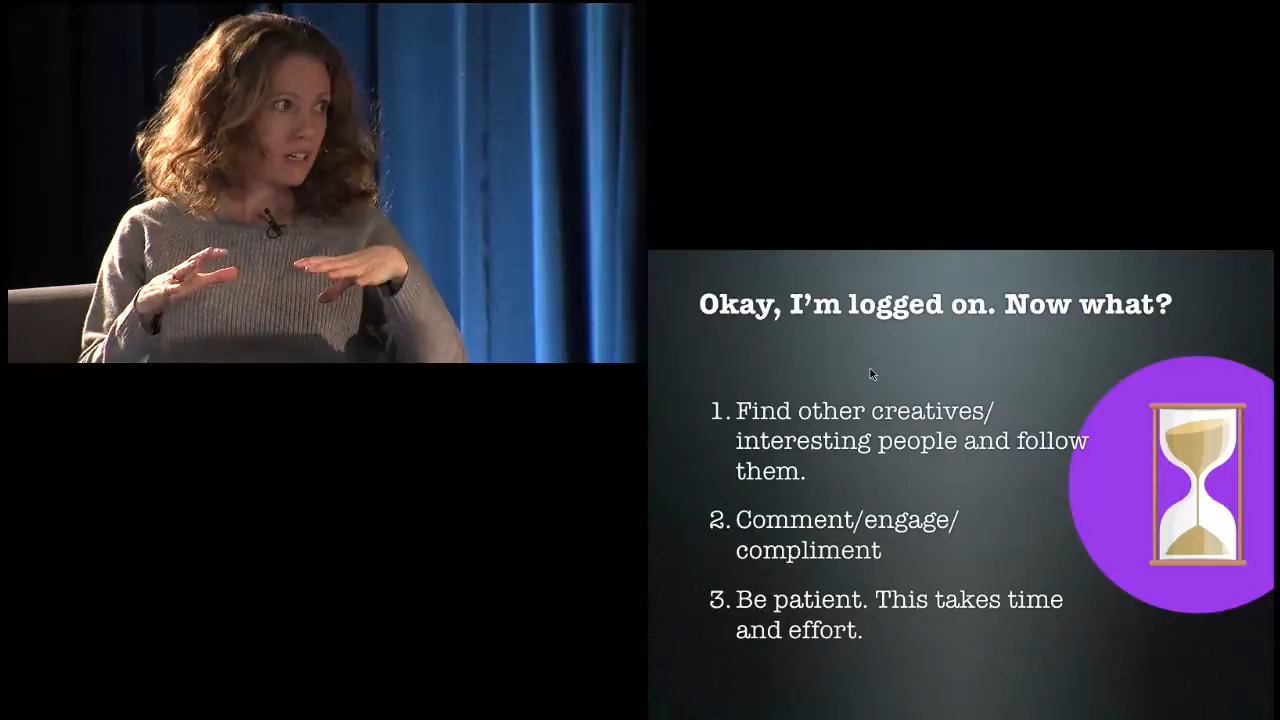 Okay, I’m logged on. Now what?
1. Find other creatives/
interesting people and follow
them.
2. Comment/engage/
compliment
3. Be patient. This takes time
and effort.